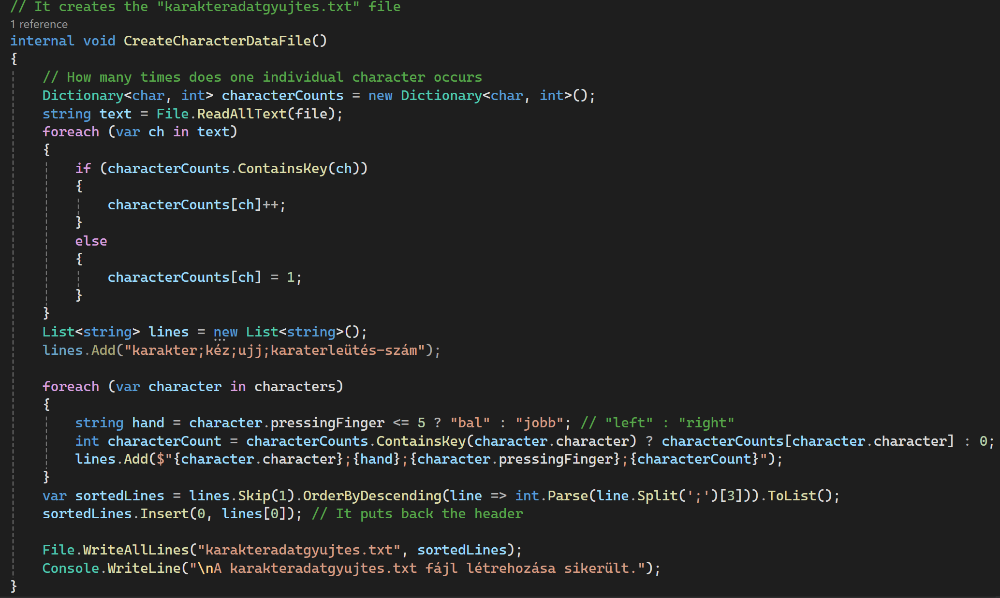 // It creates the "karakteradatgyujtes.txt" file
1 reference
internal void CreateCharacterDataFile()
{
    // How many times does one individual character occurs
    Dictionary<char, int> characterCounts = new Dictionary<char, int>();
    string text = File.ReadAllText(file);
    foreach (var ch in text)
    {
        if (characterCounts.ContainsKey(ch))
        {
            characterCounts[ch]++;
        }
        else
        {
            characterCounts[ch] = 1;
        }
    }
    List<string> lines = new List<string>();
    lines.Add("karakter;kéz;ujj;karaterleütés-szám");

    foreach (var character in characters)
    {
        string hand = character.pressingFinger <= 5 ? "bal" : "jobb"; // "left" : "right"
        int characterCount = characterCounts.ContainsKey(character.character) ? characterCounts[character.character] : 0;
        lines.Add($"{character.character};{hand};{character.pressingFinger};{characterCount}");
    }
    var sortedLines = lines.Skip(1).OrderByDescending(line => int.Parse(line.Split(';')[3])).ToList();
    sortedLines.Insert(0, lines[0]); // It puts back the header

    File.WriteAllLines("karakteradatgyujtes.txt", sortedLines);
    Console.WriteLine("\nA karakteradatgyujtes.txt fájl létrehozása sikerült.");
}